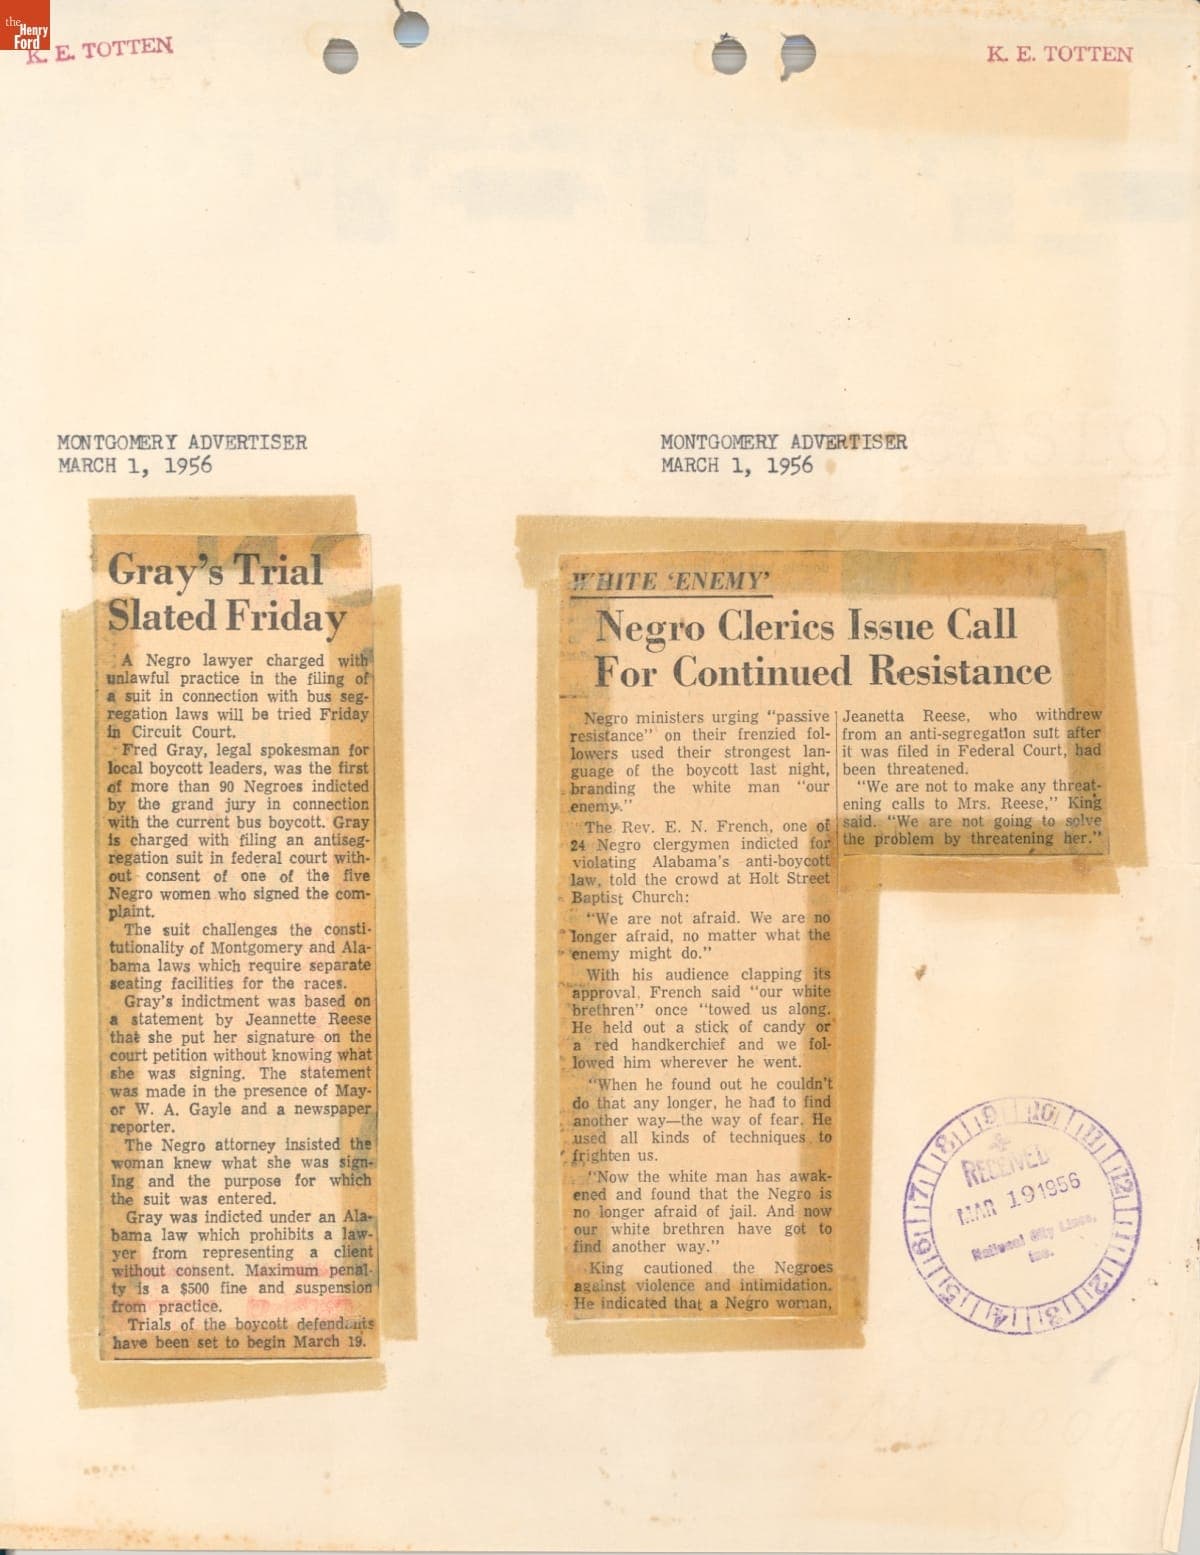 the
Henry
Ford
K. E. TOTTEN
K. E. TOTTEN
MONTGOMERY ADVERTISER
MARCH 1, 1956
Gray's Trial
Slated Friday
A Negro lawyer charged with
unlawful practice in the filing of
a suit in connection with bus seg-
regation laws will be tried Friday
in Circuit Court.
Fred Gray, legal spokesman for
local boycott leaders, was the first
of more than 90 Negroes indicted
by the grand jury in connection
with the current bus boycott. Gray
is charged with filing an antiseg-
regation suit in federal court with-
out consent of one of the five
Negro women who signed the com-
plaint.
The suit challenges the consti-
tutionality of Montgomery and Ala-
bama laws which require separate
seating facilities for the races.
Gray's indictment was based on
a statement by Jeannette Reese
that she put her signature on the
court petition without knowing what
she was signing. The statement
was made in the presence of May-
or W. A. Gayle and a newspaper
reporter.
The Negro attorney insisted the
woman knew what she was sign-
ing and the purpose for which
the suit was entered.
Gray was indicted under an Ala-
bama law which prohibits a law-
yer from representing a client
without consent. Maximum penal-
ty is a $500 fine and suspension
from practice.
Trials of the boycott defendants
have been set to begin March 19.
MONTGOMERY ADVERTISER
MARCH 1, 1956
WHITE 'ENEMY'
Negro Clerics Issue Call
For Continued Resistance
Negro ministers urging "passive
resistance" on their frenzied fol-
lowers used their strongest lan-
guage of the boycott last night,
branding the white man "our
enemy."
The Rev. E. N. French, one of
24 Negro clergymen indicted for
violating Alabama's anti-boycott
law, told the crowd at Holt Street
Baptist Church:
"We are not afraid. We are no
longer afraid, no matter what the
enemy might do."
With his audience clapping its
approval, French said "our white
brethren" once "towed us along.
He held out a stick of candy or
a red handkerchief and we fol-
lowed him wherever he went.
"When he found out he couldn't
do that any longer, he had to find
another way—the way of fear. He
used all kinds of techniques to
frighten us.
"Now the white man has awak-
ened and found that the Negro is
no longer afraid of jail. And now
our white brethren have got to
find another way."
King cautioned the Negroes
against violence and intimidation.
He indicated that a Negro woman,
Jeanetta Reese, who withdrew
from an anti-segregation suit after
it was filed in Federal Court, had
been threatened.
"We are not to make any threat-
ening calls to Mrs. Reese," King
said. "We are not going to solve
the problem by threatening her."
9 10 11 12 1 2 3 4 5 6 7 8
RECEIVED
MAR 19 1956
National City Lines,
Inc.